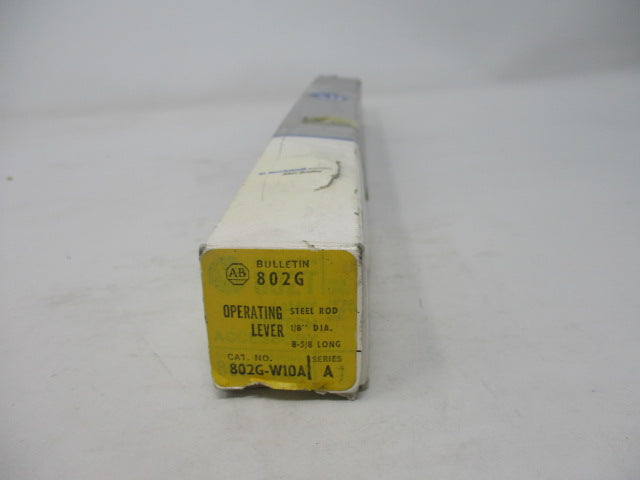 AB
BULLETIN
802G
OPERATING LEVER
STEEL ROD
1/8" DIA.
8-5/8 LONG
CAT. NO.
802G-W10A
SERIES
A